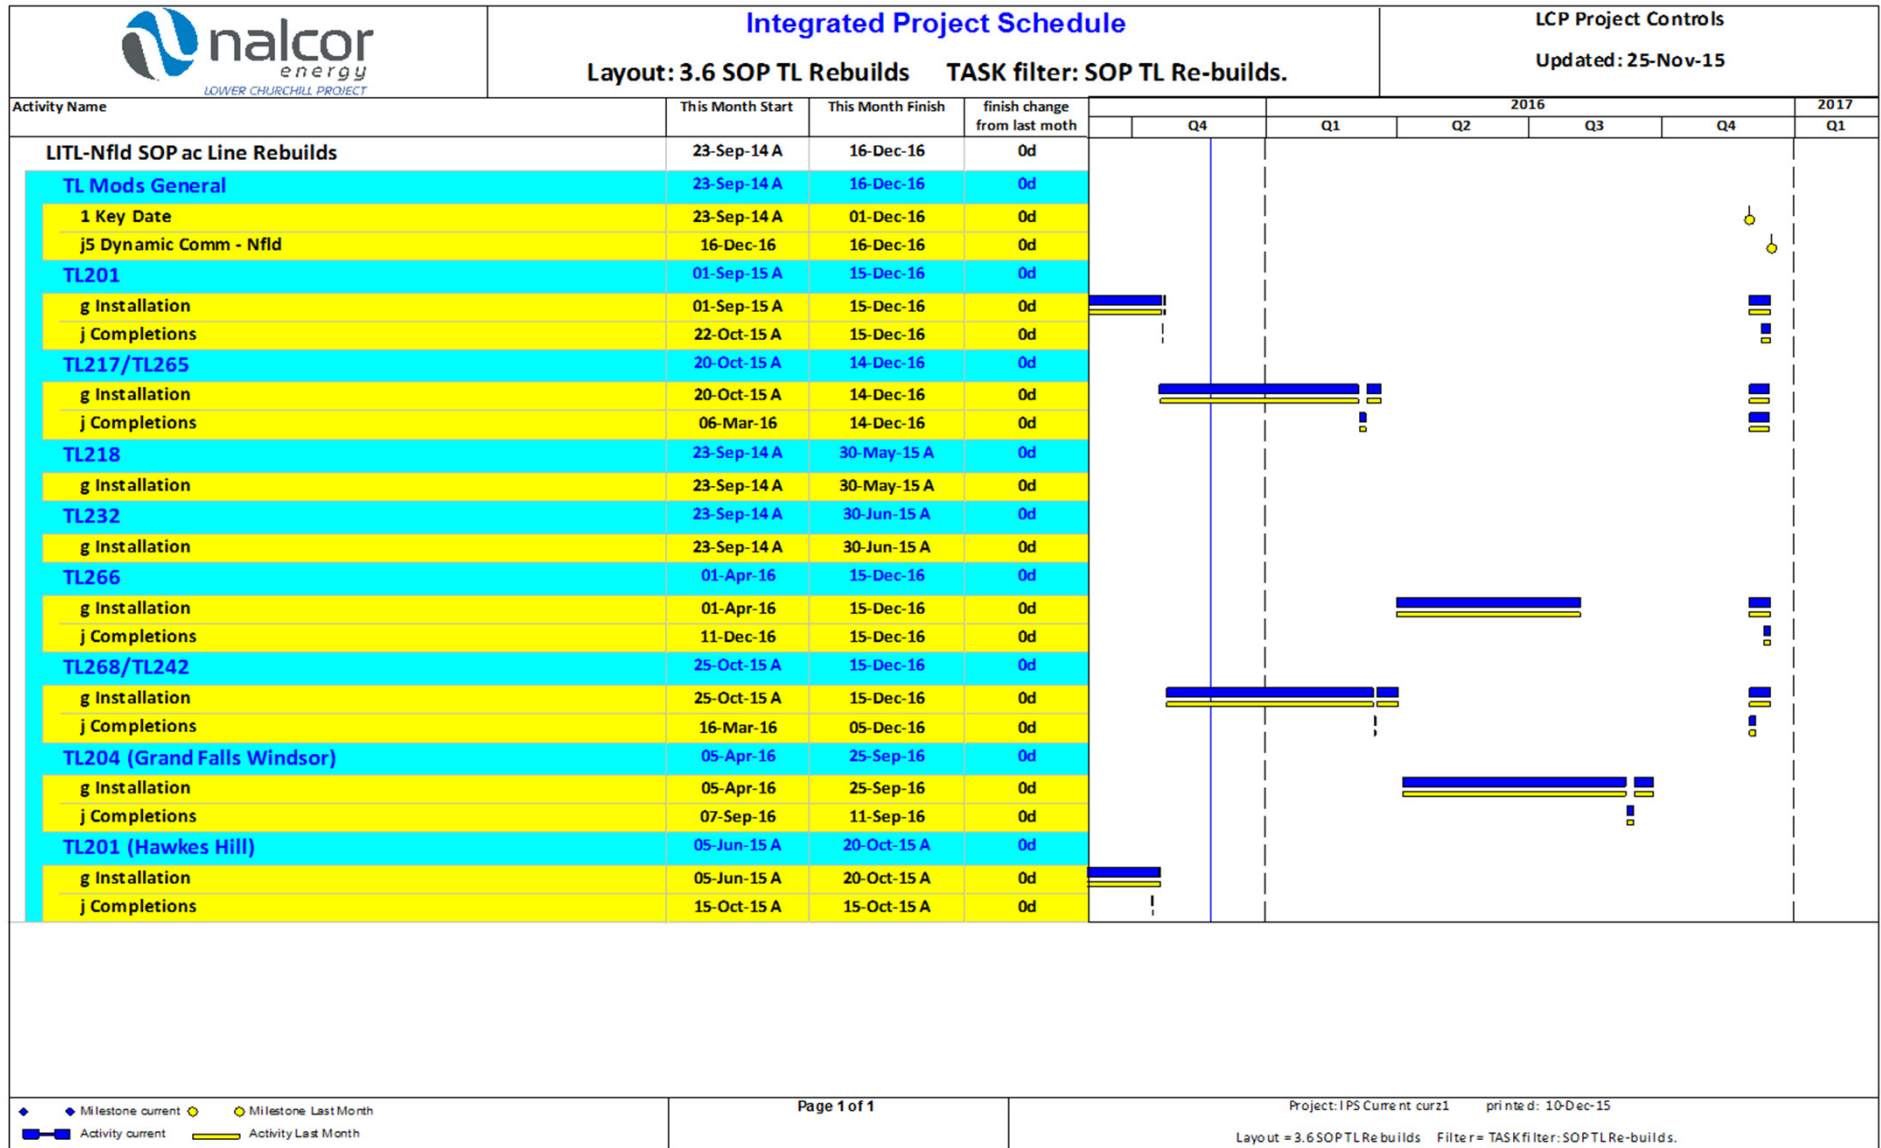 nalcor
energy
LOWER CHURCHILL PROJECT
Integrated Project Schedule
Layout: 3.6 SOP TL Rebuilds TASK filter: SOP TL Re-builds.
LCP Project Controls
Updated: 25-Nov-15
Activity Name This Month Start This Month Finish finish change
from last moth
2016 2017
Q4 Q1 Q2 Q3 Q4 Q1
LITL-Nfld SOP ac Line Rebuilds 23-Sep-14 A 16-Dec-16 0d
TL Mods General 23-Sep-14 A 16-Dec-16 0d
1 Key Date 23-Sep-14 A 01-Dec-16 0d
j5 Dynamic Comm - Nfld 16-Dec-16 16-Dec-16 0d
TL201 01-Sep-15 A 15-Dec-16 0d
g Installation 01-Sep-15 A 15-Dec-16 0d
j Completions 22-Oct-15 A 15-Dec-16 0d
TL217/TL265 20-Oct-15 A 14-Dec-16 0d
g Installation 20-Oct-15 A 14-Dec-16 0d
j Completions 06-Mar-16 14-Dec-16 0d
TL218 23-Sep-14 A 30-May-15 A 0d
g Installation 23-Sep-14 A 30-May-15 A 0d
TL232 23-Sep-14 A 30-Jun-15 A 0d
g Installation 23-Sep-14 A 30-Jun-15 A 0d
TL266 01-Apr-16 15-Dec-16 0d
g Installation 01-Apr-16 15-Dec-16 0d
j Completions 11-Dec-16 15-Dec-16 0d
TL268/TL242 25-Oct-15 A 15-Dec-16 0d
g Installation 25-Oct-15 A 15-Dec-16 0d
j Completions 16-Mar-16 05-Dec-16 0d
TL204 (Grand Falls Windsor) 05-Apr-16 25-Sep-16 0d
g Installation 05-Apr-16 25-Sep-16 0d
j Completions 07-Sep-16 11-Sep-16 0d
TL201 (Hawkes Hill) 05-Jun-15 A 20-Oct-15 A 0d
g Installation 05-Jun-15 A 20-Oct-15 A 0d
j Completions 15-Oct-15 A 15-Oct-15 A 0d
Milestone current Milestone Last Month
Activity current Activity Last Month
Page 1 of 1
Project: IPS Current curz1 printed: 10-Dec-15
Layout = 3.6 SOP TL Rebuilds Filter = TASK filter: SOP TL Re-builds.